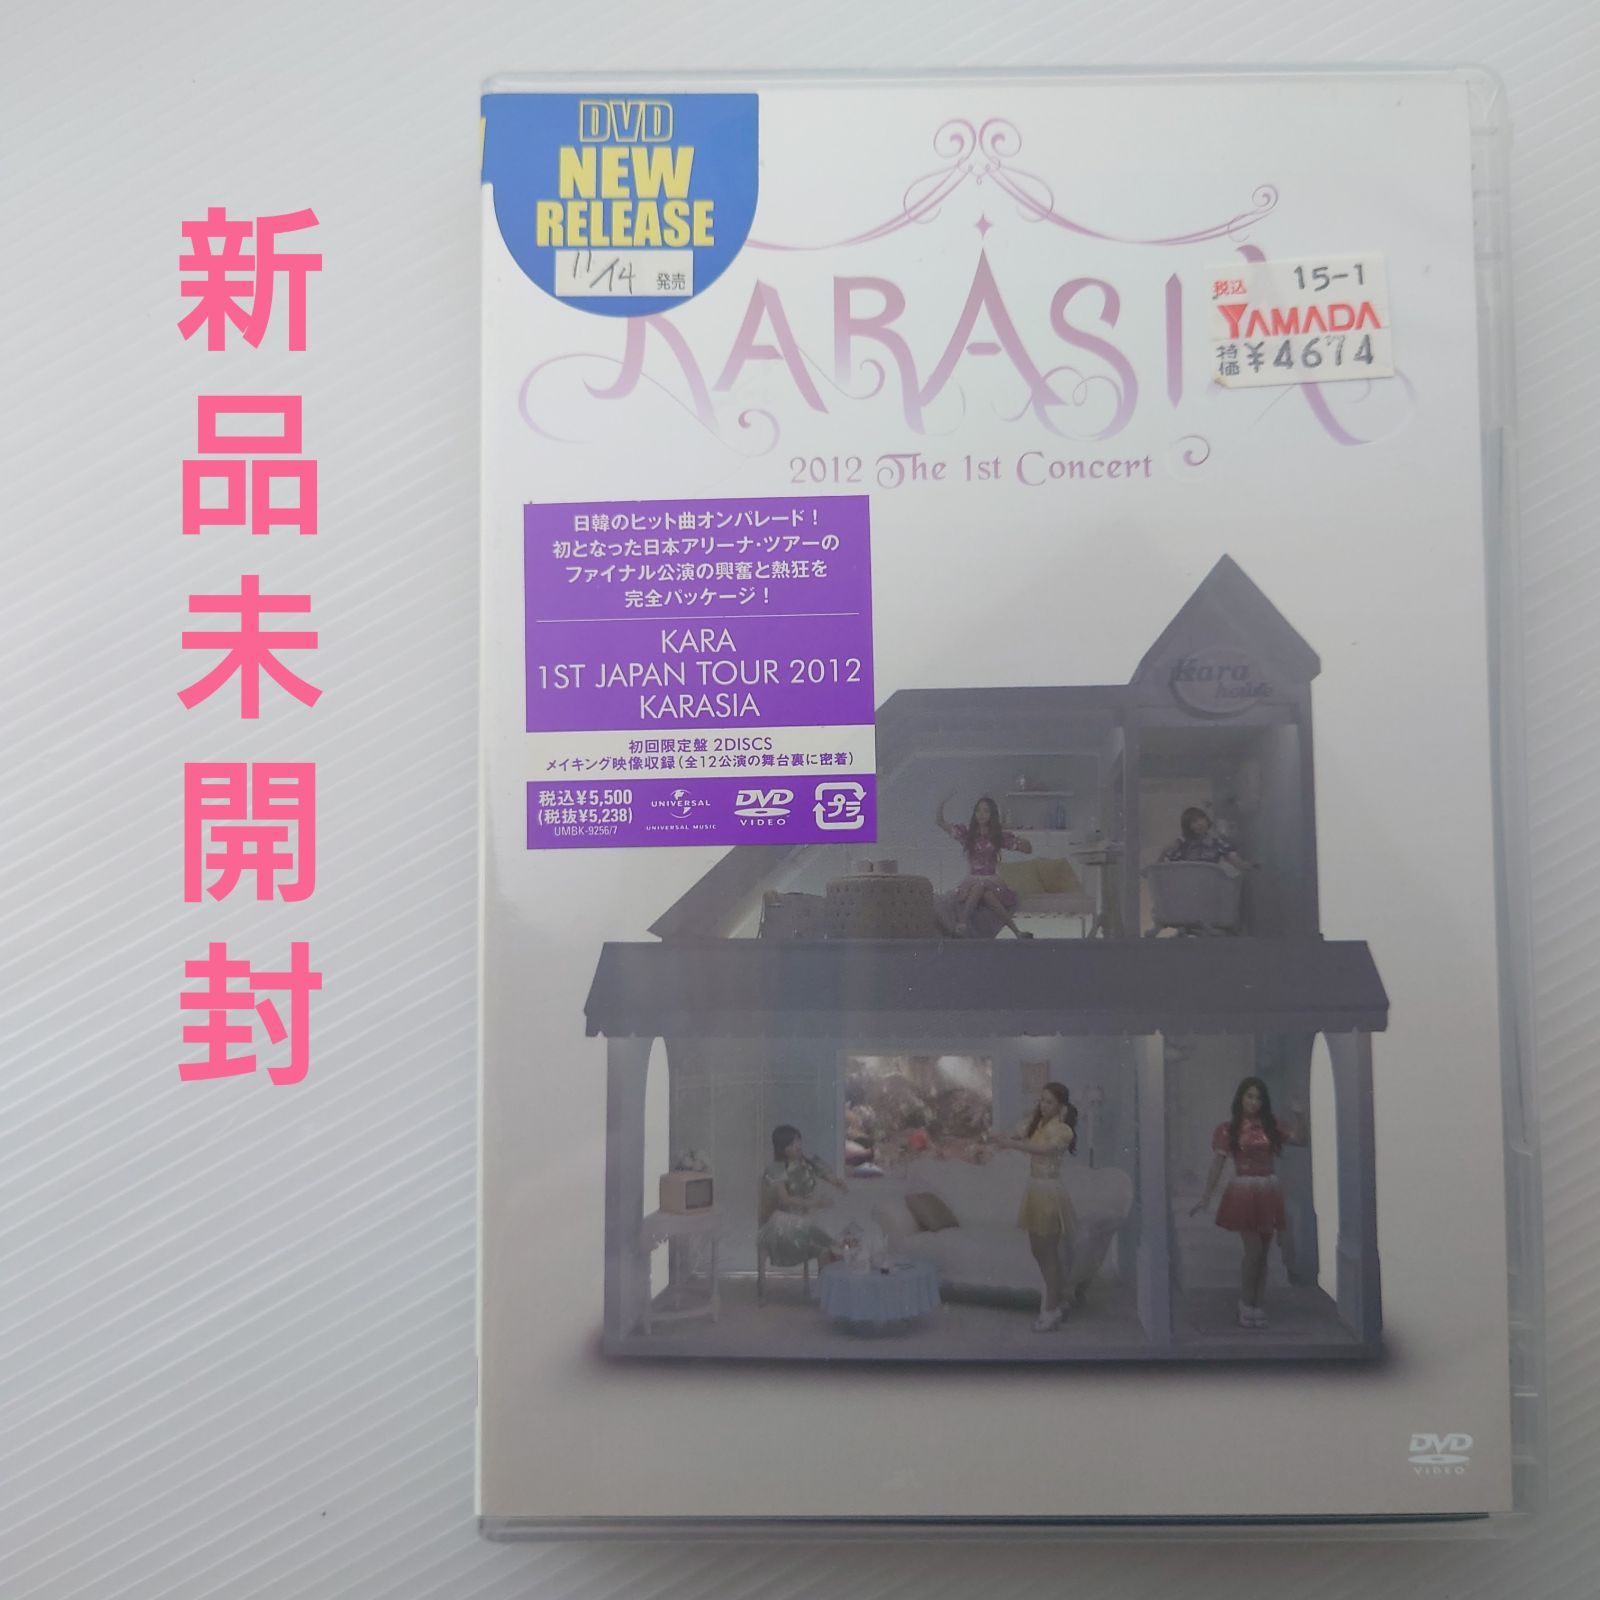 新品未開封
DVD
NEW
RELEASE
11/14 発売
KARASIA
税込 15-1
YAMADA
特価 ¥4674
2012 The 1st Concert
日韓のヒット曲オンパレード!
初となった日本アリーナ・ツアーの
ファイナル公演の興奮と熱狂を
完全パッケージ!
KARA
1ST JAPAN TOUR 2012
KARASIA
初回限定盤 2DISCS
メイキング映像収録(全12公演の舞台裏に密着)
税込¥5,500
(税抜¥5,238)
UMBK-9256/7
UNIVERSAL
UNIVERSAL MUSIC
DVD
VIDEO
プラ
Kara
house
DVD
VIDEO